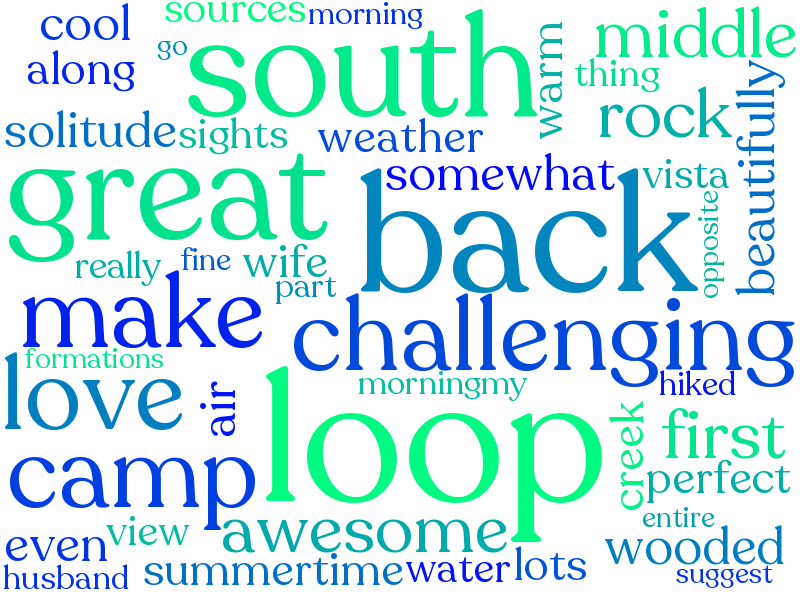 sources
morning
cool
go
south
middle
along
warm
thing
beautifully
rock
solitude
sights
weather
great
somewhat
vista
back
opposite
really
fine
wife
part
make
challenging
formations
love
air
morningmy
hiked
loop
creek
first
camp
perfect
view
awesome
entire
even
wooded
husband
summertime
water
lots
suggest